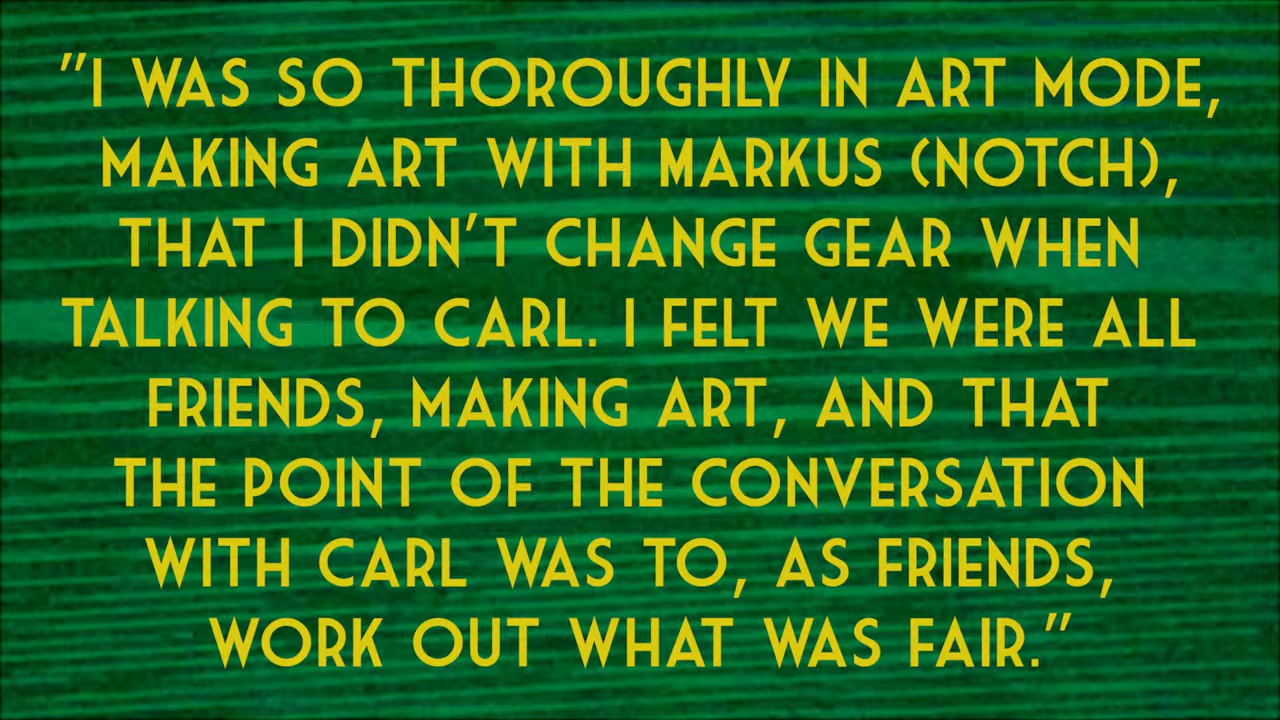 "I WAS SO THOROUGHLY IN ART MODE,
MAKING ART WITH MARKUS (NOTCH),
THAT I DIDN'T CHANGE GEAR WHEN
TALKING TO CARL. I FELT WE WERE ALL
FRIENDS, MAKING ART, AND THAT
THE POINT OF THE CONVERSATION
WITH CARL WAS TO, AS FRIENDS,
WORK OUT WHAT WAS FAIR."